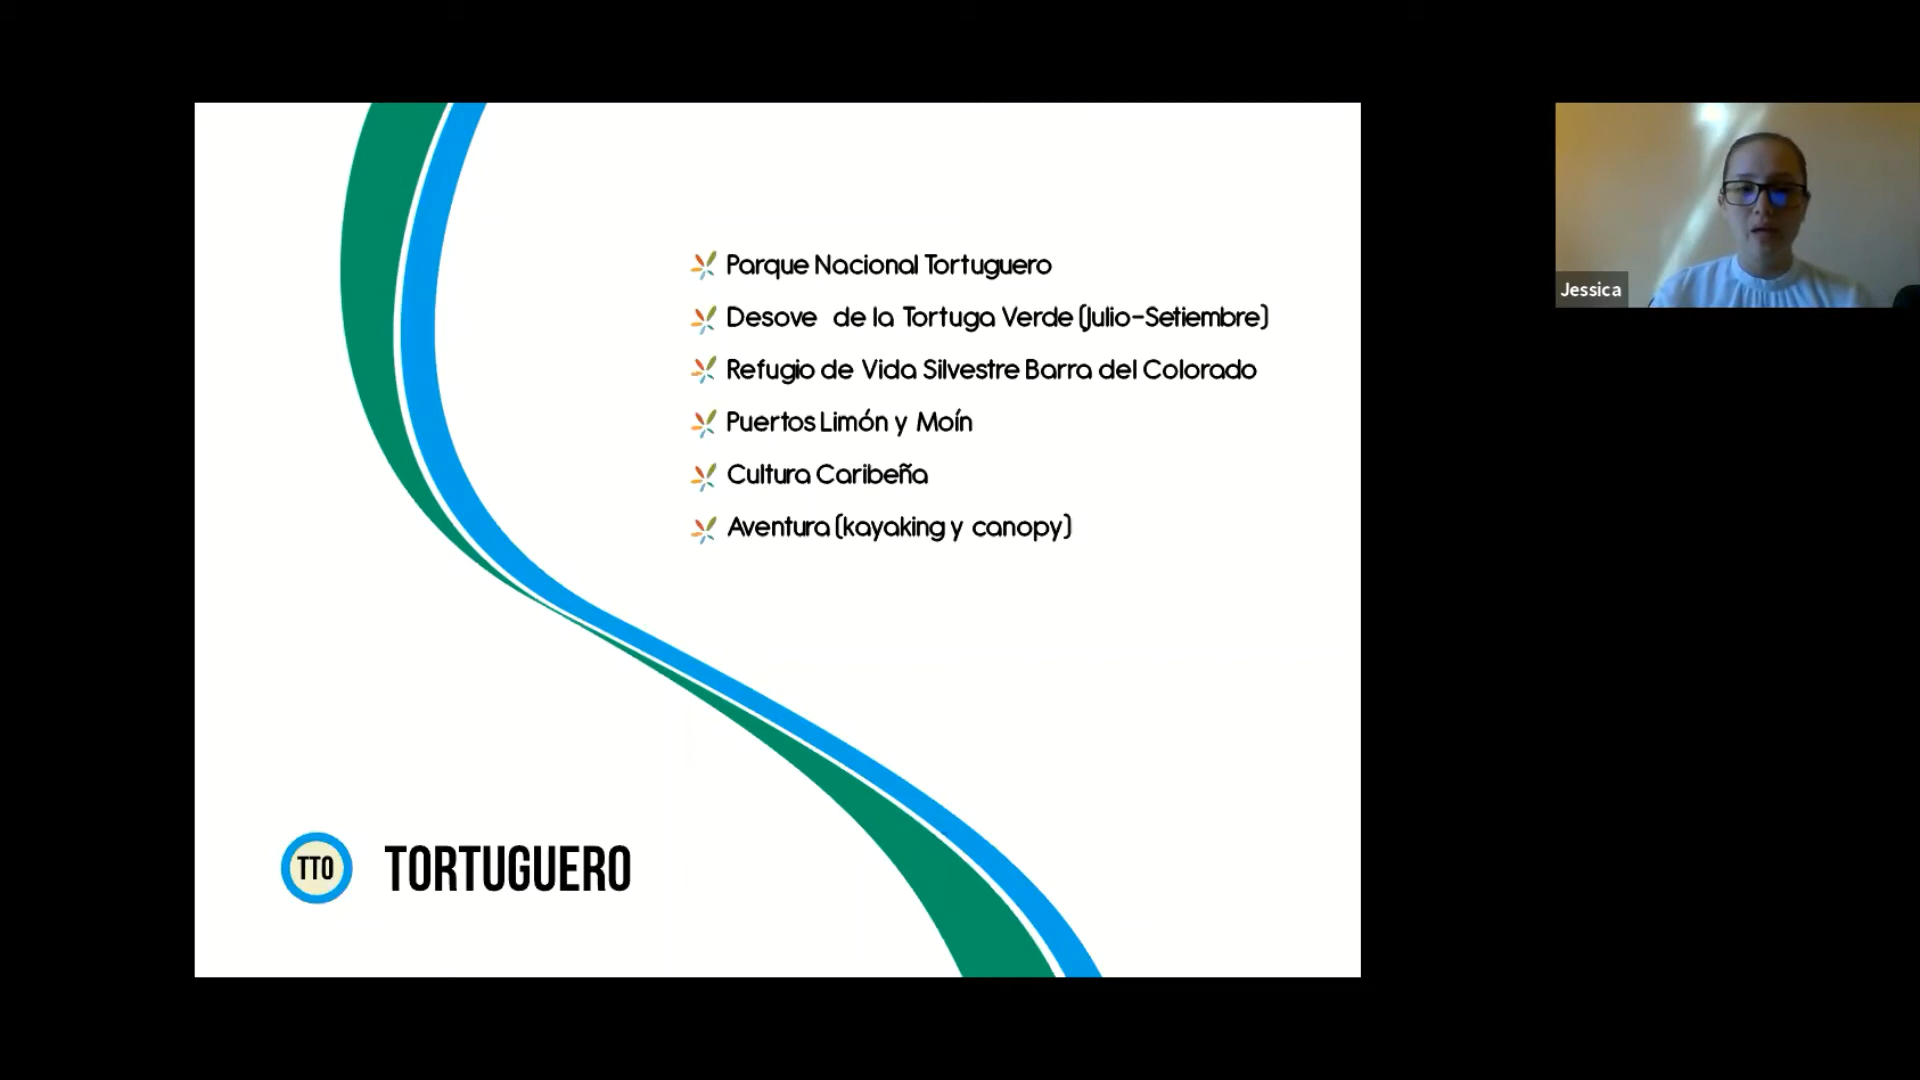 Parque Nacional Tortuguero
Desove de la Tortuga Verde (Julio-Setiembre)
Refugio de Vida Silvestre Barra del Colorado
Puertos Limón y Moín
Cultura Caribeña
Aventura (kayaking y canopy)
TTO TORTUGUERO
Jessica